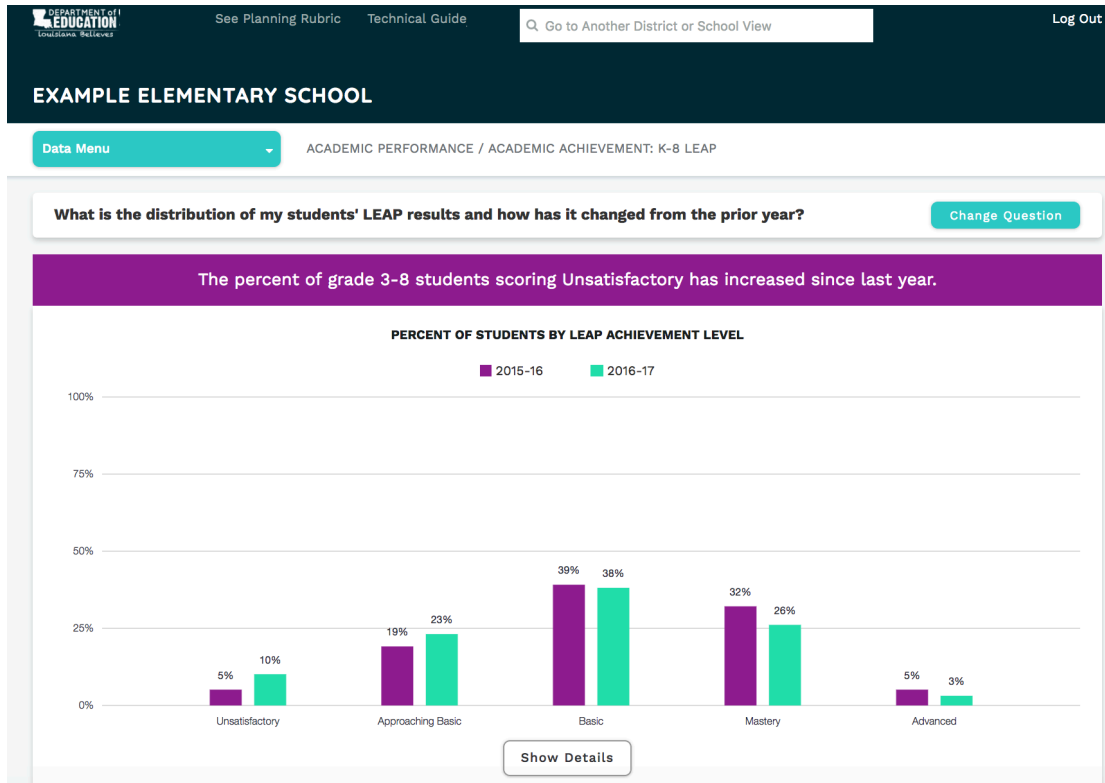 DEPARTMENT of
EDUCATION
Louisiana Believes
See Planning Rubric
Technical Guide
Go to Another District or School View
Log Out
EXAMPLE ELEMENTARY SCHOOL
Data Menu
ACADEMIC PERFORMANCE / ACADEMIC ACHIEVEMENT: K-8 LEAP
What is the distribution of my students' LEAP results and how has it changed from the prior year?
Change Question
The percent of grade 3-8 students scoring Unsatisfactory has increased since last year.
PERCENT OF STUDENTS BY LEAP ACHIEVEMENT LEVEL
2015-16
2016-17
100%
75%
50%
25%
0%
5%
10%
19%
23%
39%
38%
32%
26%
5%
3%
Unsatisfactory
Approaching Basic
Basic
Mastery
Advanced
Show Details